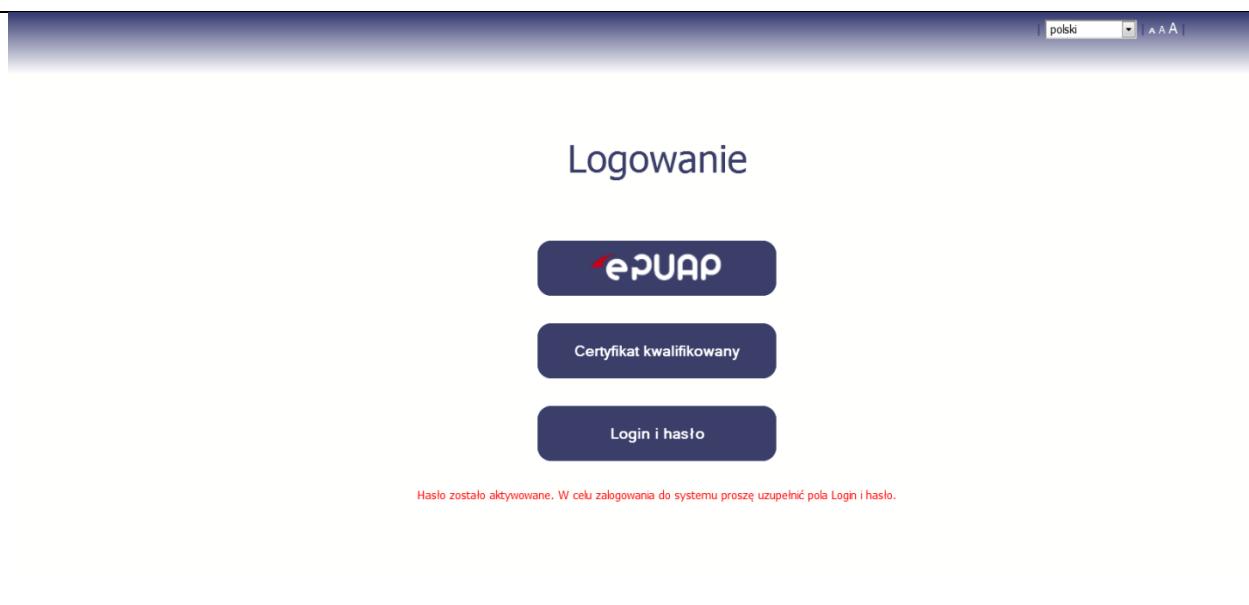 polski
A A A
Logowanie
ePUAP
Certyfikat kwalifikowany
Login i hasło
Hasło zostało aktywowane. W celu zalogowania do systemu proszę uzupełnić pola Login i hasło.